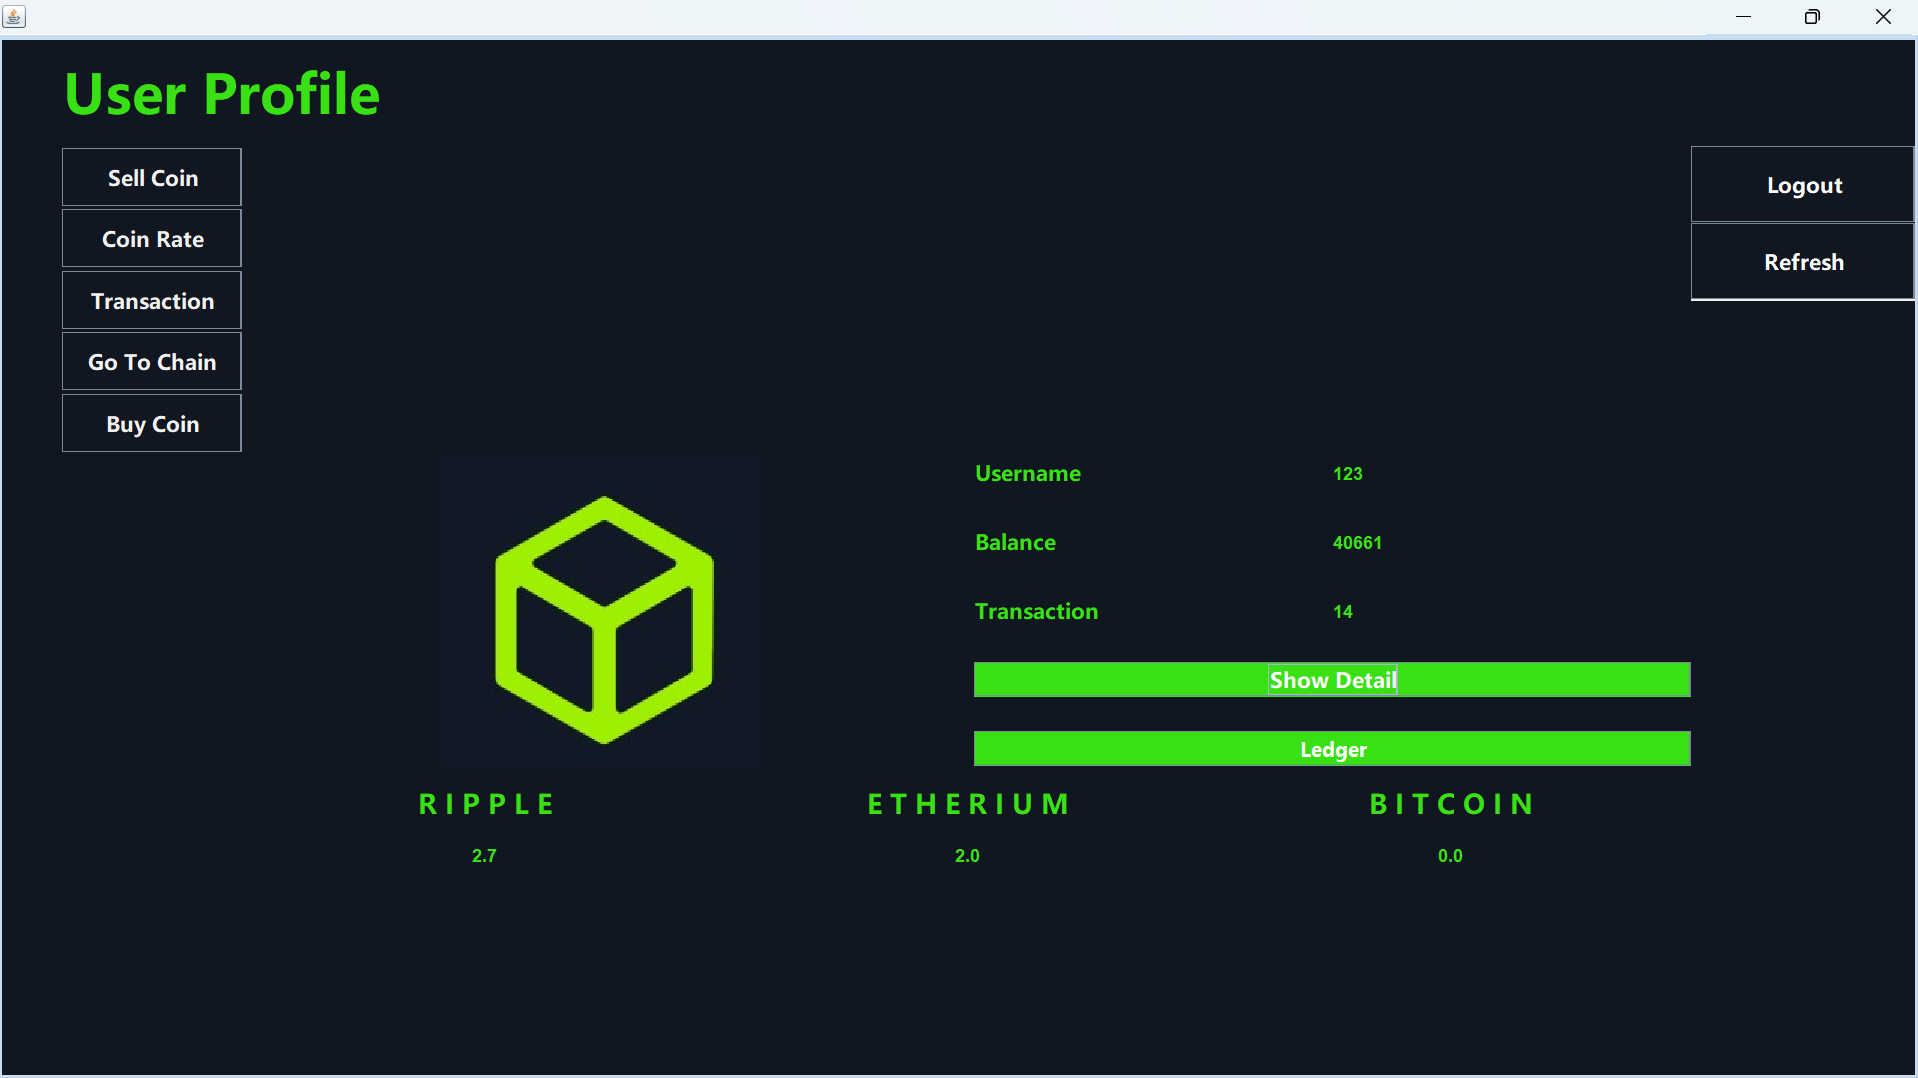 User Profile
Sell Coin
Coin Rate
Transaction
Go To Chain
Buy Coin
Logout
Refresh
Username 123
Balance 40661
Transaction 14
Show Detail
Ledger
RIPPLE ETHERIUM BITCOIN
2.7 2.0 0.0